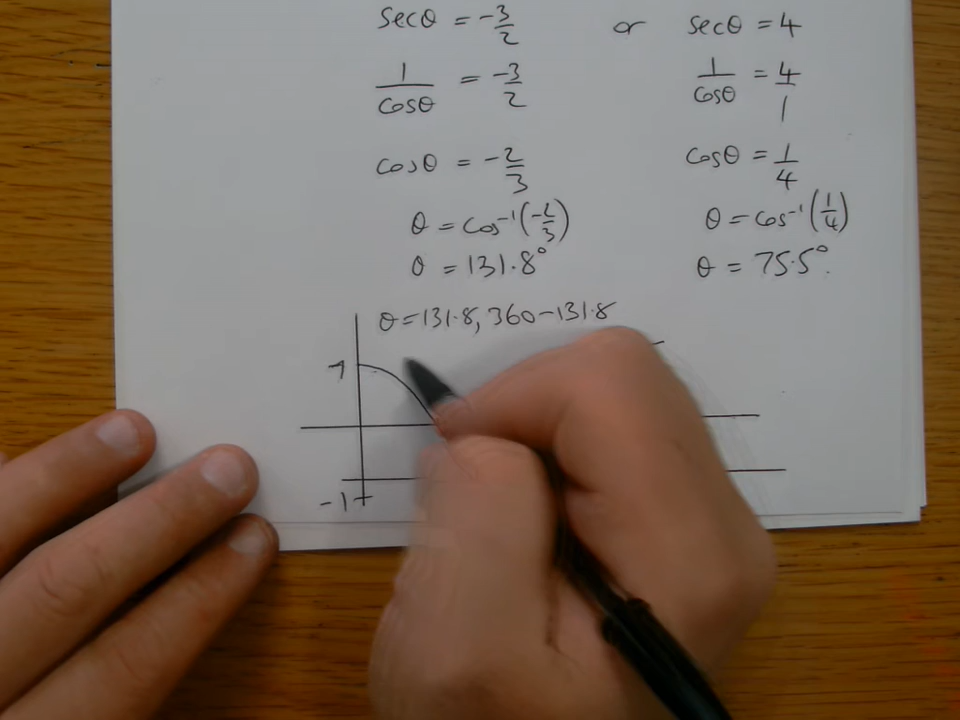 secθ = -3/2 or secθ = 4
1/cosθ = -3/2 1/cosθ = 4/1
cosθ = -2/3 cosθ = 1/4
θ = cos⁻¹(-2/3) θ = cos⁻¹(1/4)
θ = 131.8° θ = 75.5°.
θ = 131.8, 360-131.8
1
-1